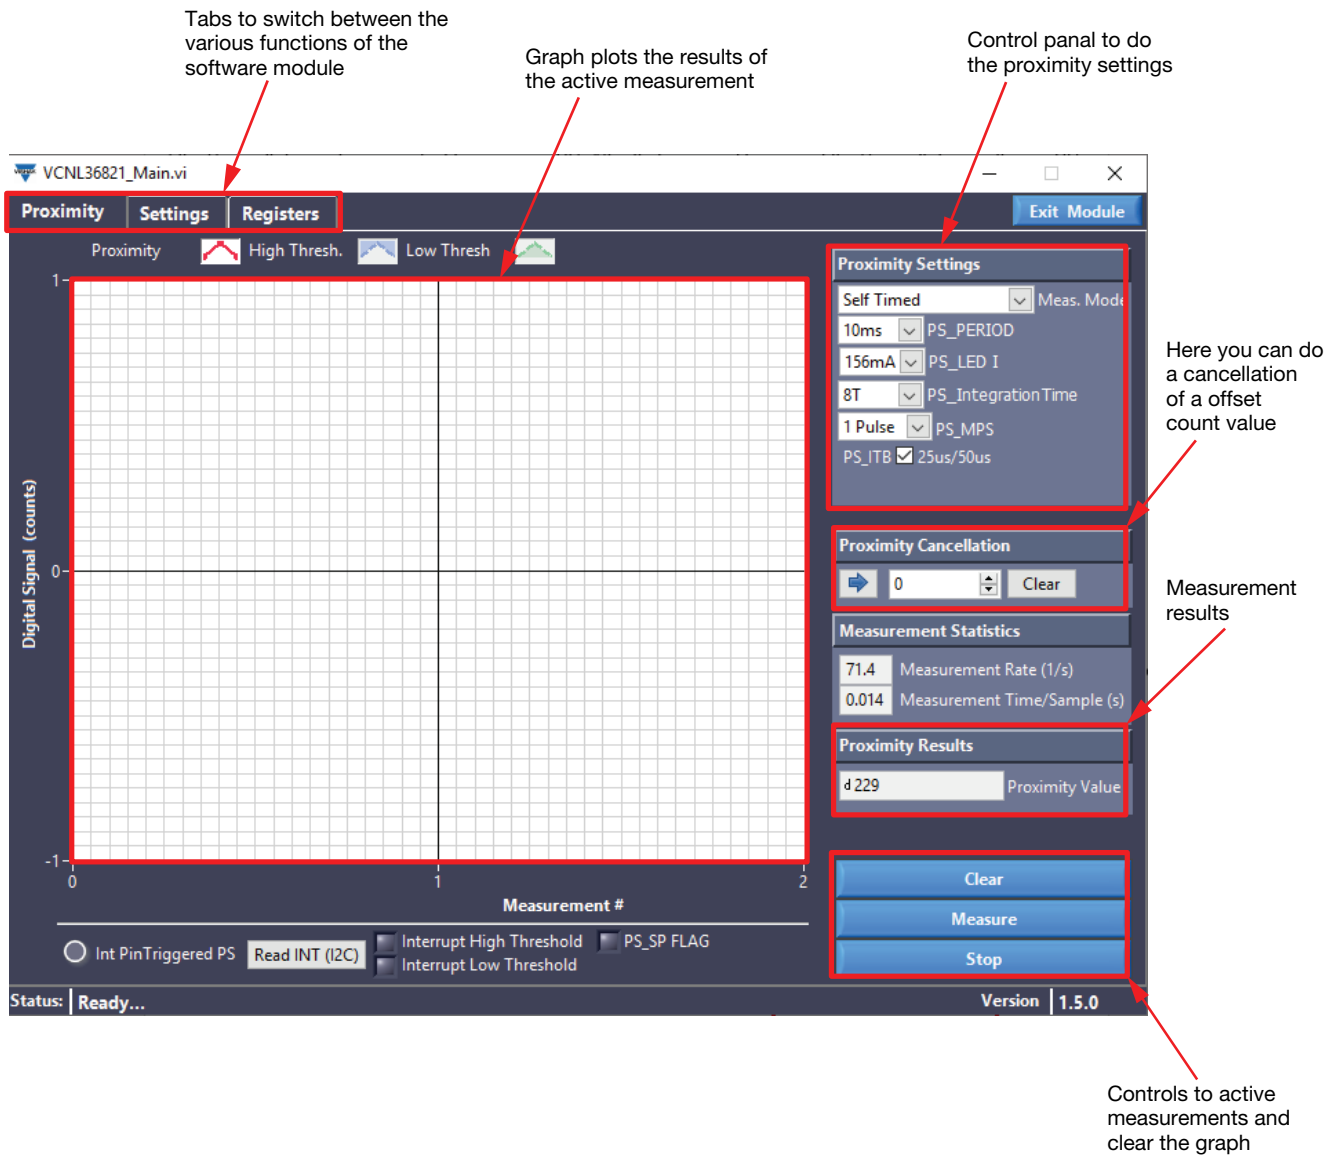 Tabs to switch between the
various functions of the
software module
Graph plots the results of
the active measurement
Control panal to do
the proximity settings
VCNL36821_Main.vi
Proximity Settings Registers
Exit Module
Proximity High Thresh. Low Thresh
1
0
-1
Digital Signal (counts)
0 1 2
Measurement #
Proximity Settings
Self Timed Meas. Mode
10ms PS_PERIOD
156mA PS_LED I
8T PS_IntegrationTime
1 Pulse PS_MPS
PS_ITB 25us/50us
Here you can do
a cancellation
of a offset
count value
Proximity Cancellation
0 Clear
Measurement Statistics
71.4 Measurement Rate (1/s)
0.014 Measurement Time/Sample (s)
Measurement
results
Proximity Results
d 229 Proximity Value
Clear
Measure
Stop
Int PinTriggered PS Read INT (I2C)
Interrupt High Threshold PS_SP FLAG
Interrupt Low Threshold
Status: Ready...
Version 1.5.0
Controls to active
measurements and
clear the graph